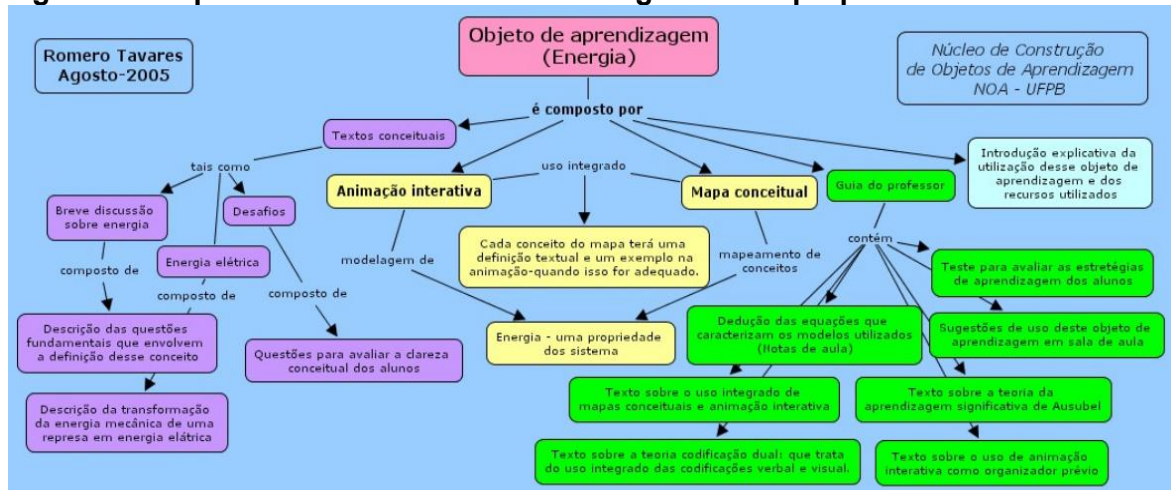 Objeto de aprendizagem
(Energia)
Romero Tavares
Agosto-2005
Núcleo de Construção
de Objetos de Aprendizagem
NOA - UFPB
é composto por
Textos conceituais
tais como
uso integrado
Introdução explicativa da
utilização desse objeto de
aprendizagem e dos
recursos utilizados
Animação interativa
Mapa conceitual
Guia do professor
Breve discussão
sobre energia
Desafios
contém
Cada conceito do mapa terá uma
definição textual e um exemplo na
animação-quando isso for adequado.
modelagem de
mapeamento de
conceitos
Energia elétrica
composto de
composto de
composto de
Teste para avaliar as estretégias
de aprendizagem dos alunos
Descrição das questões
fundamentais que envolvem
a definição desse conceito
Energia - uma propriedade
dos sistema
Dedução das equações que
caracterizam os modelos utilizados
(Notas de aula)
Sugestões de uso deste objeto de
aprendizagem em sala de aula
Questões para avaliar a clareza
conceitual dos alunos
Texto sobre o uso integrado de
mapas conceituais e animação interativa
Texto sobre a teoria da
aprendizagem significativa de Ausubel
Descrição da transformação
da energia mecânica de uma
represa em energia elátrica
Texto sobre a teoria codificação dual: que trata
do uso integrado das codificações verbal e visual.
Texto sobre o uso de animação
interativa como organizador prévio